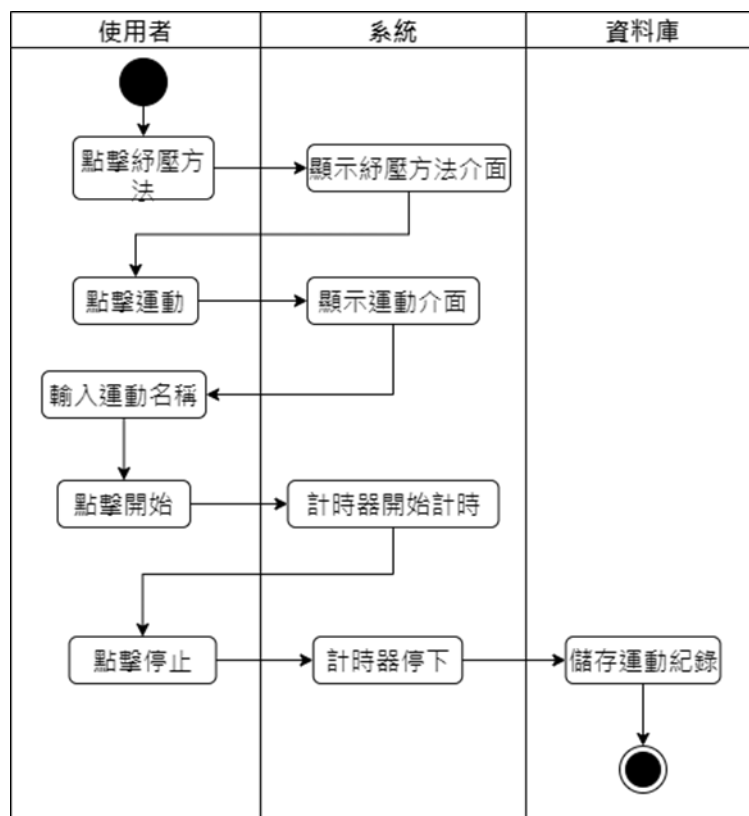 使用者
系統
資料庫
點擊紓壓方
法
顯示紓壓方法介面
點擊運動
顯示運動介面
輸入運動名稱
點擊開始
計時器開始計時
點擊停止
計時器停下
儲存運動紀錄